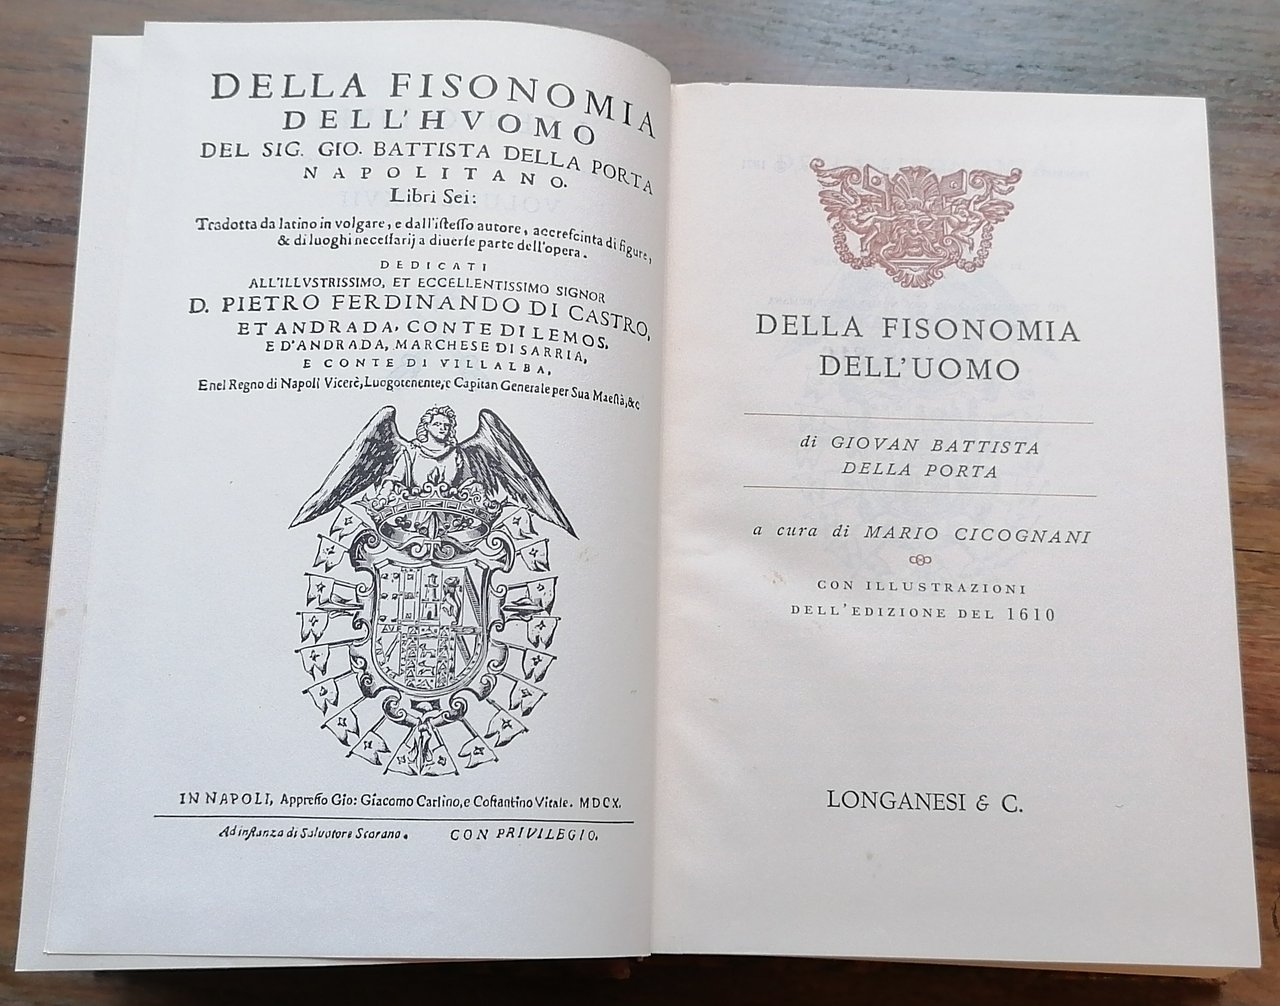 DELLA FISONOMIA
DELL'HVOMO
DEL SIG. GIO. BATTISTA DELLA PORTA
NAPOLITANO.
Libri Sei:
Tradotta da latino in volgare, e dall'iſteſſo autore, accreſcinta di figure,
& di luoghi neceſſarij a diuerſe parte dell'opera.
DEDICATI
ALL'ILLVSTRISSIMO, ET ECCELLENTISSIMO SIGNOR
D. PIETRO FERDINANDO DI CASTRO,
ET ANDRADA, CONTE DI LEMOS,
E D'ANDRADA, MARCHESE DI SARRIA,
E CONTE DI VILLALBA,
E nel Regno di Napoli Vicerè, Luogotenente, e Capitan Generale per Sua Maeſtà, &c
IN NAPOLI, Appreſſo Gio: Giacomo Carlino, e Coſtantino Vitale. MDCX.
Ad inſtanza di Saluatore Scarano. CON PRIVILEGIO.
DELLA FISONOMIA
DELL'UOMO
di GIOVAN BATTISTA
DELLA PORTA
a cura di MARIO CICOGNANI
CON ILLUSTRAZIONI
DELL'EDIZIONE DEL 1610
LONGANESI & C.